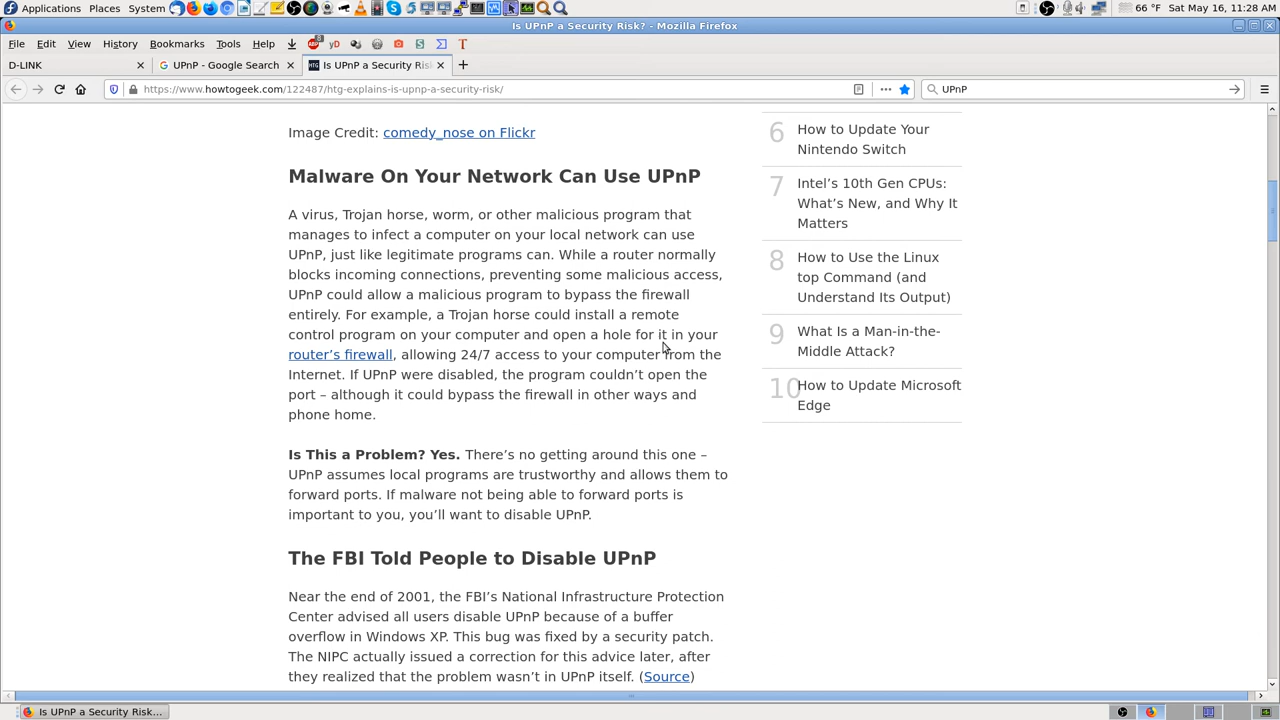 Applications Places System
66 °F Sat May 16, 11:28 AM
Is UPnP a Security Risk? - Mozilla Firefox
File Edit View History Bookmarks Tools Help
D-LINK
UPnP - Google Search
Is UPnP a Security Ris
https://www.howtogeek.com/122487/htg-explains-is-upnp-a-security-risk/
UPnP
Image Credit: comedy_nose on Flickr
Malware On Your Network Can Use UPnP
A virus, Trojan horse, worm, or other malicious program that
manages to infect a computer on your local network can use
UPnP, just like legitimate programs can. While a router normally
blocks incoming connections, preventing some malicious access,
UPnP could allow a malicious program to bypass the firewall
entirely. For example, a Trojan horse could install a remote
control program on your computer and open a hole for it in your
router’s firewall, allowing 24/7 access to your computer from the
Internet. If UPnP were disabled, the program couldn’t open the
port – although it could bypass the firewall in other ways and
phone home.
Is This a Problem? Yes. There’s no getting around this one –
UPnP assumes local programs are trustworthy and allows them to
forward ports. If malware not being able to forward ports is
important to you, you’ll want to disable UPnP.
The FBI Told People to Disable UPnP
Near the end of 2001, the FBI’s National Infrastructure Protection
Center advised all users disable UPnP because of a buffer
overflow in Windows XP. This bug was fixed by a security patch.
The NIPC actually issued a correction for this advice later, after
they realized that the problem wasn’t in UPnP itself. (Source)
6 How to Update Your
Nintendo Switch
7 Intel’s 10th Gen CPUs:
What’s New, and Why It
Matters
8 How to Use the Linux
top Command (and
Understand Its Output)
9 What Is a Man-in-the-
Middle Attack?
10 How to Update Microsoft
Edge
Is UPnP a Security Risk...